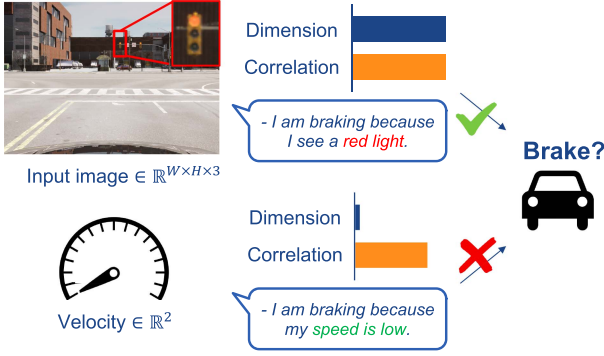 Dimension
Correlation
- I am braking because
I see a red light.
Input image ∈ ℝ^{W×H×3}
Brake?
Dimension
Correlation
- I am braking because
my speed is low.
Velocity ∈ ℝ²